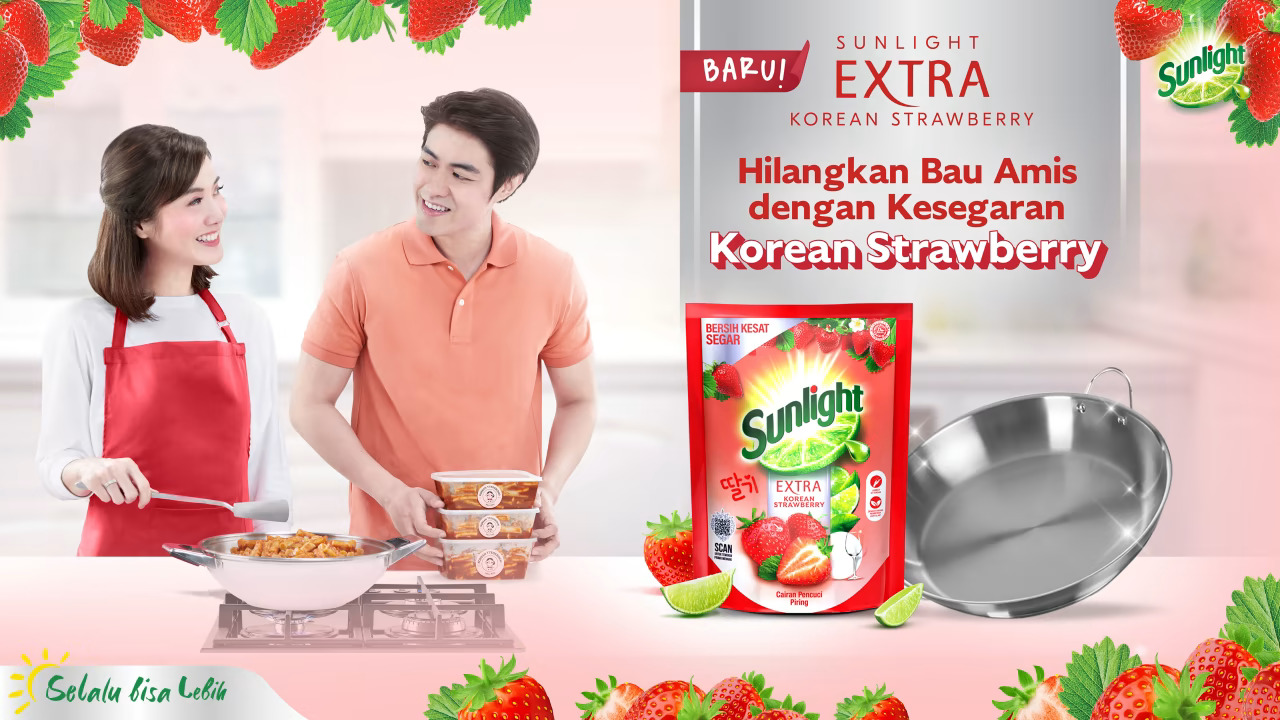 BARU!
SUNLIGHT
EXTRA
KOREAN STRAWBERRY
Sunlight
Hilangkan Bau Amis
dengan Kesegaran
Korean Strawberry
BERSIH KESAT
SEGAR
Sunlight
딸기
EXTRA
KOREAN
STRAWBERRY
SCAN
Cairan Pencuci
Piring
Selalu bisa Lebih